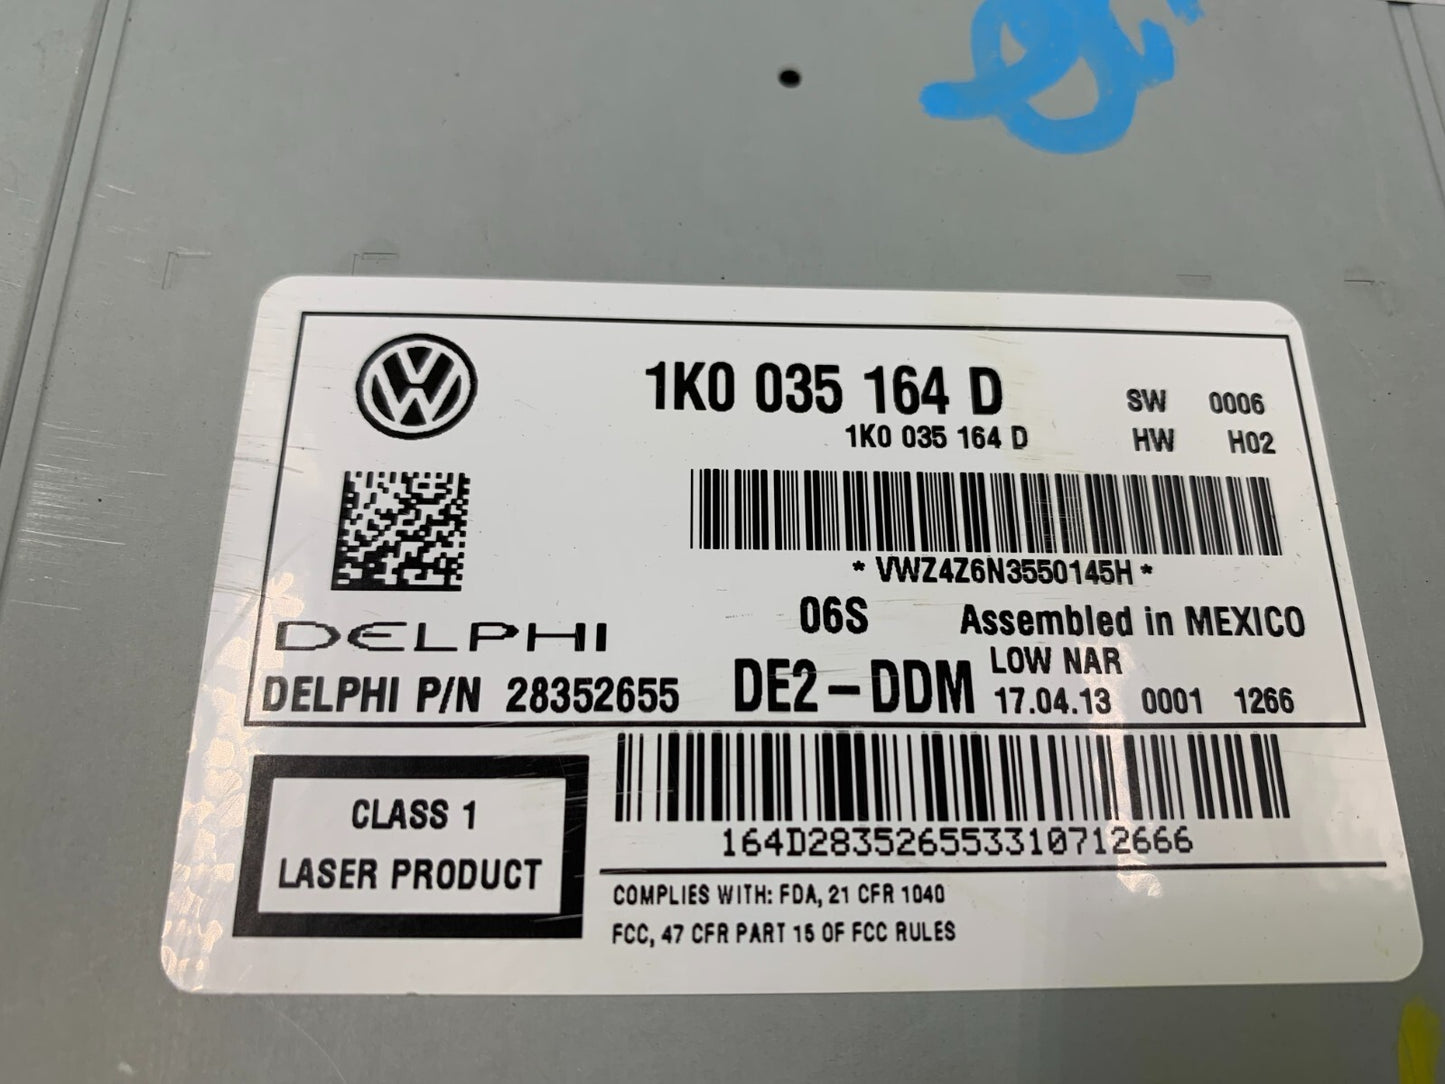 1K0 035 164 D SW 0006
1K0 035 164 D HW H02
* VWZ4Z6N3550145H *
06S Assembled in MEXICO
DELPHI
LOW NAR
DELPHI P/N 28352655 DE2-DDM 17.04.13 0001 1266
164D283526553310712666
CLASS 1
LASER PRODUCT
COMPLIES WITH: FDA, 21 CFR 1040
FCC, 47 CFR PART 15 OF FCC RULES